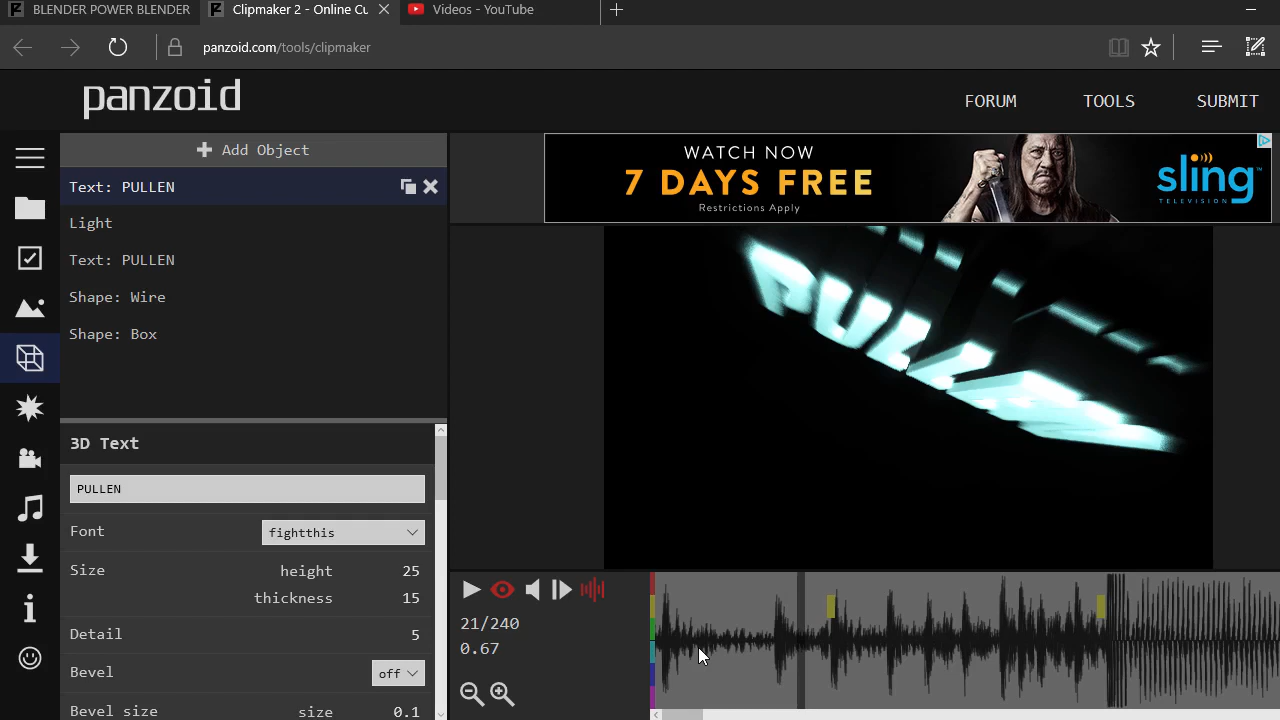 BLENDER POWER BLENDER
Clipmaker 2 - Online Cu
Videos - YouTube
panzoid.com/tools/clipmaker
panzoid
FORUM
TOOLS
SUBMIT
Add Object
Text: PULLEN
Light
Text: PULLEN
Shape: Wire
Shape: Box
WATCH NOW
7 DAYS FREE
Restrictions Apply
sling
TELEVISION
PULLEN
3D Text
PULLEN
Font fightthis
Size height 25
thickness 15
Detail 5
Bevel off
Bevel size size 0.1
21/240
0.67